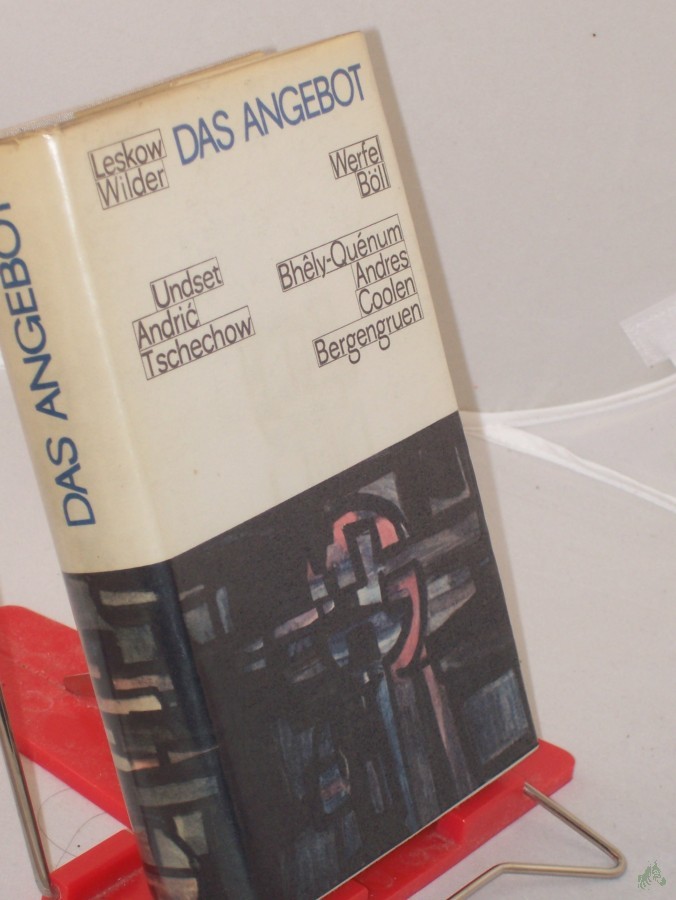 DAS ANGEBOT
DAS ANGEBOT
Leskow
Wilder
Werfel
Böll
Undset
Andrić
Tschechow
Bhêly-Quénum
Andres
Coolen
Bergengruen